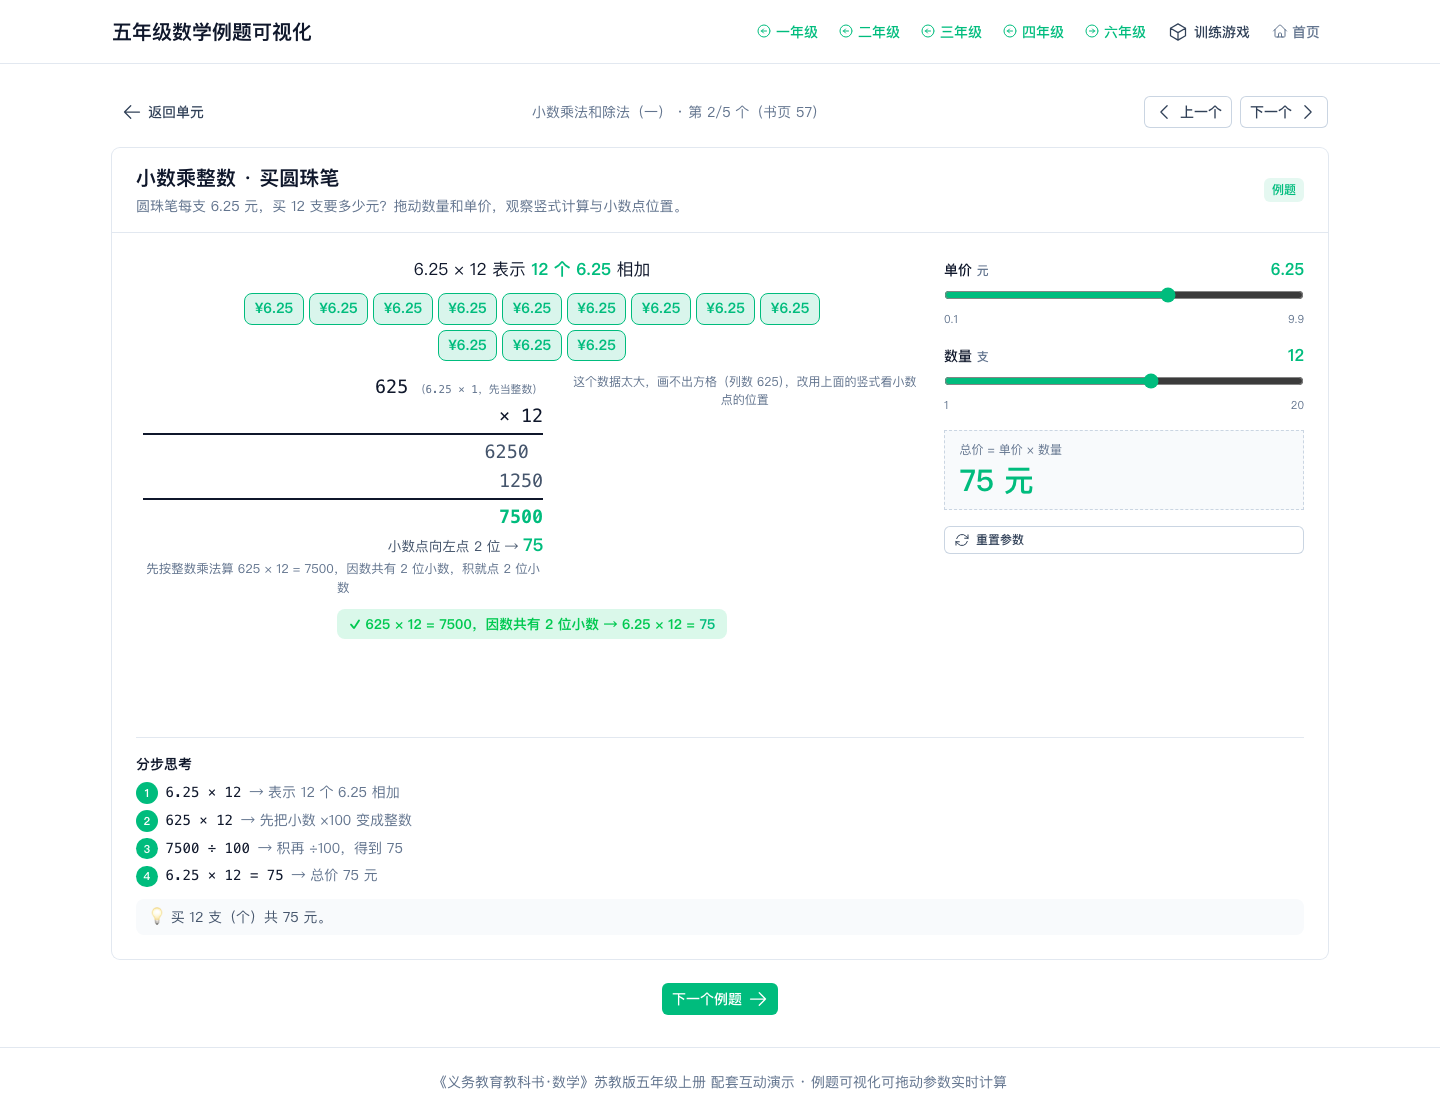 五年级数学例题可视化
一年级 二年级 三年级 四年级 六年级 训练游戏 首页
返回单元
小数乘法和除法（一） · 第 2/5 个（书页 57）
上一个 下一个
小数乘整数 · 买圆珠笔
圆珠笔每支 6.25 元，买 12 支要多少元？拖动数量和单价，观察竖式计算与小数点位置。
例题
6.25 × 12 表示 12 个 6.25 相加
¥6.25 ¥6.25 ¥6.25 ¥6.25 ¥6.25 ¥6.25 ¥6.25 ¥6.25 ¥6.25
¥6.25 ¥6.25 ¥6.25
625 （6.25 × 1，先当整数）
× 12
6250
1250
7500
小数点向左点 2 位 → 75
先按整数乘法算 625 × 12 = 7500，因数共有 2 位小数，积就点 2 位小
数
这个数据太大，画不出方格（列数 625），改用上面的竖式看小数
点的位置
✓ 625 × 12 = 7500，因数共有 2 位小数 → 6.25 × 12 = 75
单价 元 6.25
0.1 9.9
数量 支 12
1 20
总价 = 单价 × 数量
75 元
重置参数
分步思考
1 6.25 × 12 → 表示 12 个 6.25 相加
2 625 × 12 → 先把小数 ×100 变成整数
3 7500 ÷ 100 → 积再 ÷100，得到 75
4 6.25 × 12 = 75 → 总价 75 元
💡 买 12 支（个）共 75 元。
下一个例题 →
《义务教育教科书·数学》苏教版五年级上册 配套互动演示 · 例题可视化可拖动参数实时计算